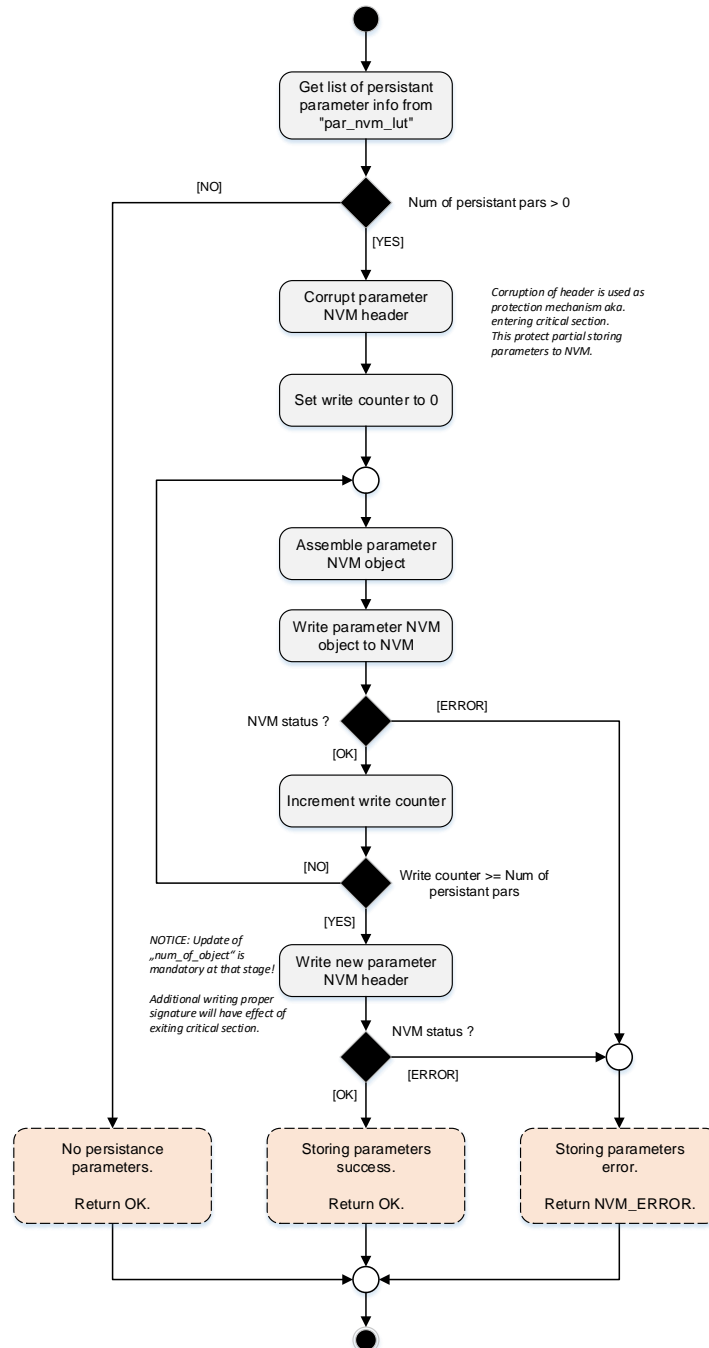 Get list of persistant
parameter info from
"par_nvm_lut"
[NO]
Num of persistant pars > 0
[YES]
Corrupt parameter
NVM header
Corruption of header is used as
protection mechanism aka.
entering critical section.
This protect partial storing
parameters to NVM.
Set write counter to 0
Assemble parameter
NVM object
Write parameter NVM
object to NVM
NVM status ?
[ERROR]
[OK]
Increment write counter
[NO]
Write counter >= Num of
persistant pars
[YES]
NOTICE: Update of
„num_of_object“ is
mandatory at that stage!
Additional writing proper
signature will have effect of
exiting critical section.
Write new parameter
NVM header
NVM status ?
[ERROR]
[OK]
No persistance
parameters.
Return OK.
Storing parameters
success.
Return OK.
Storing parameters
error.
Return NVM_ERROR.